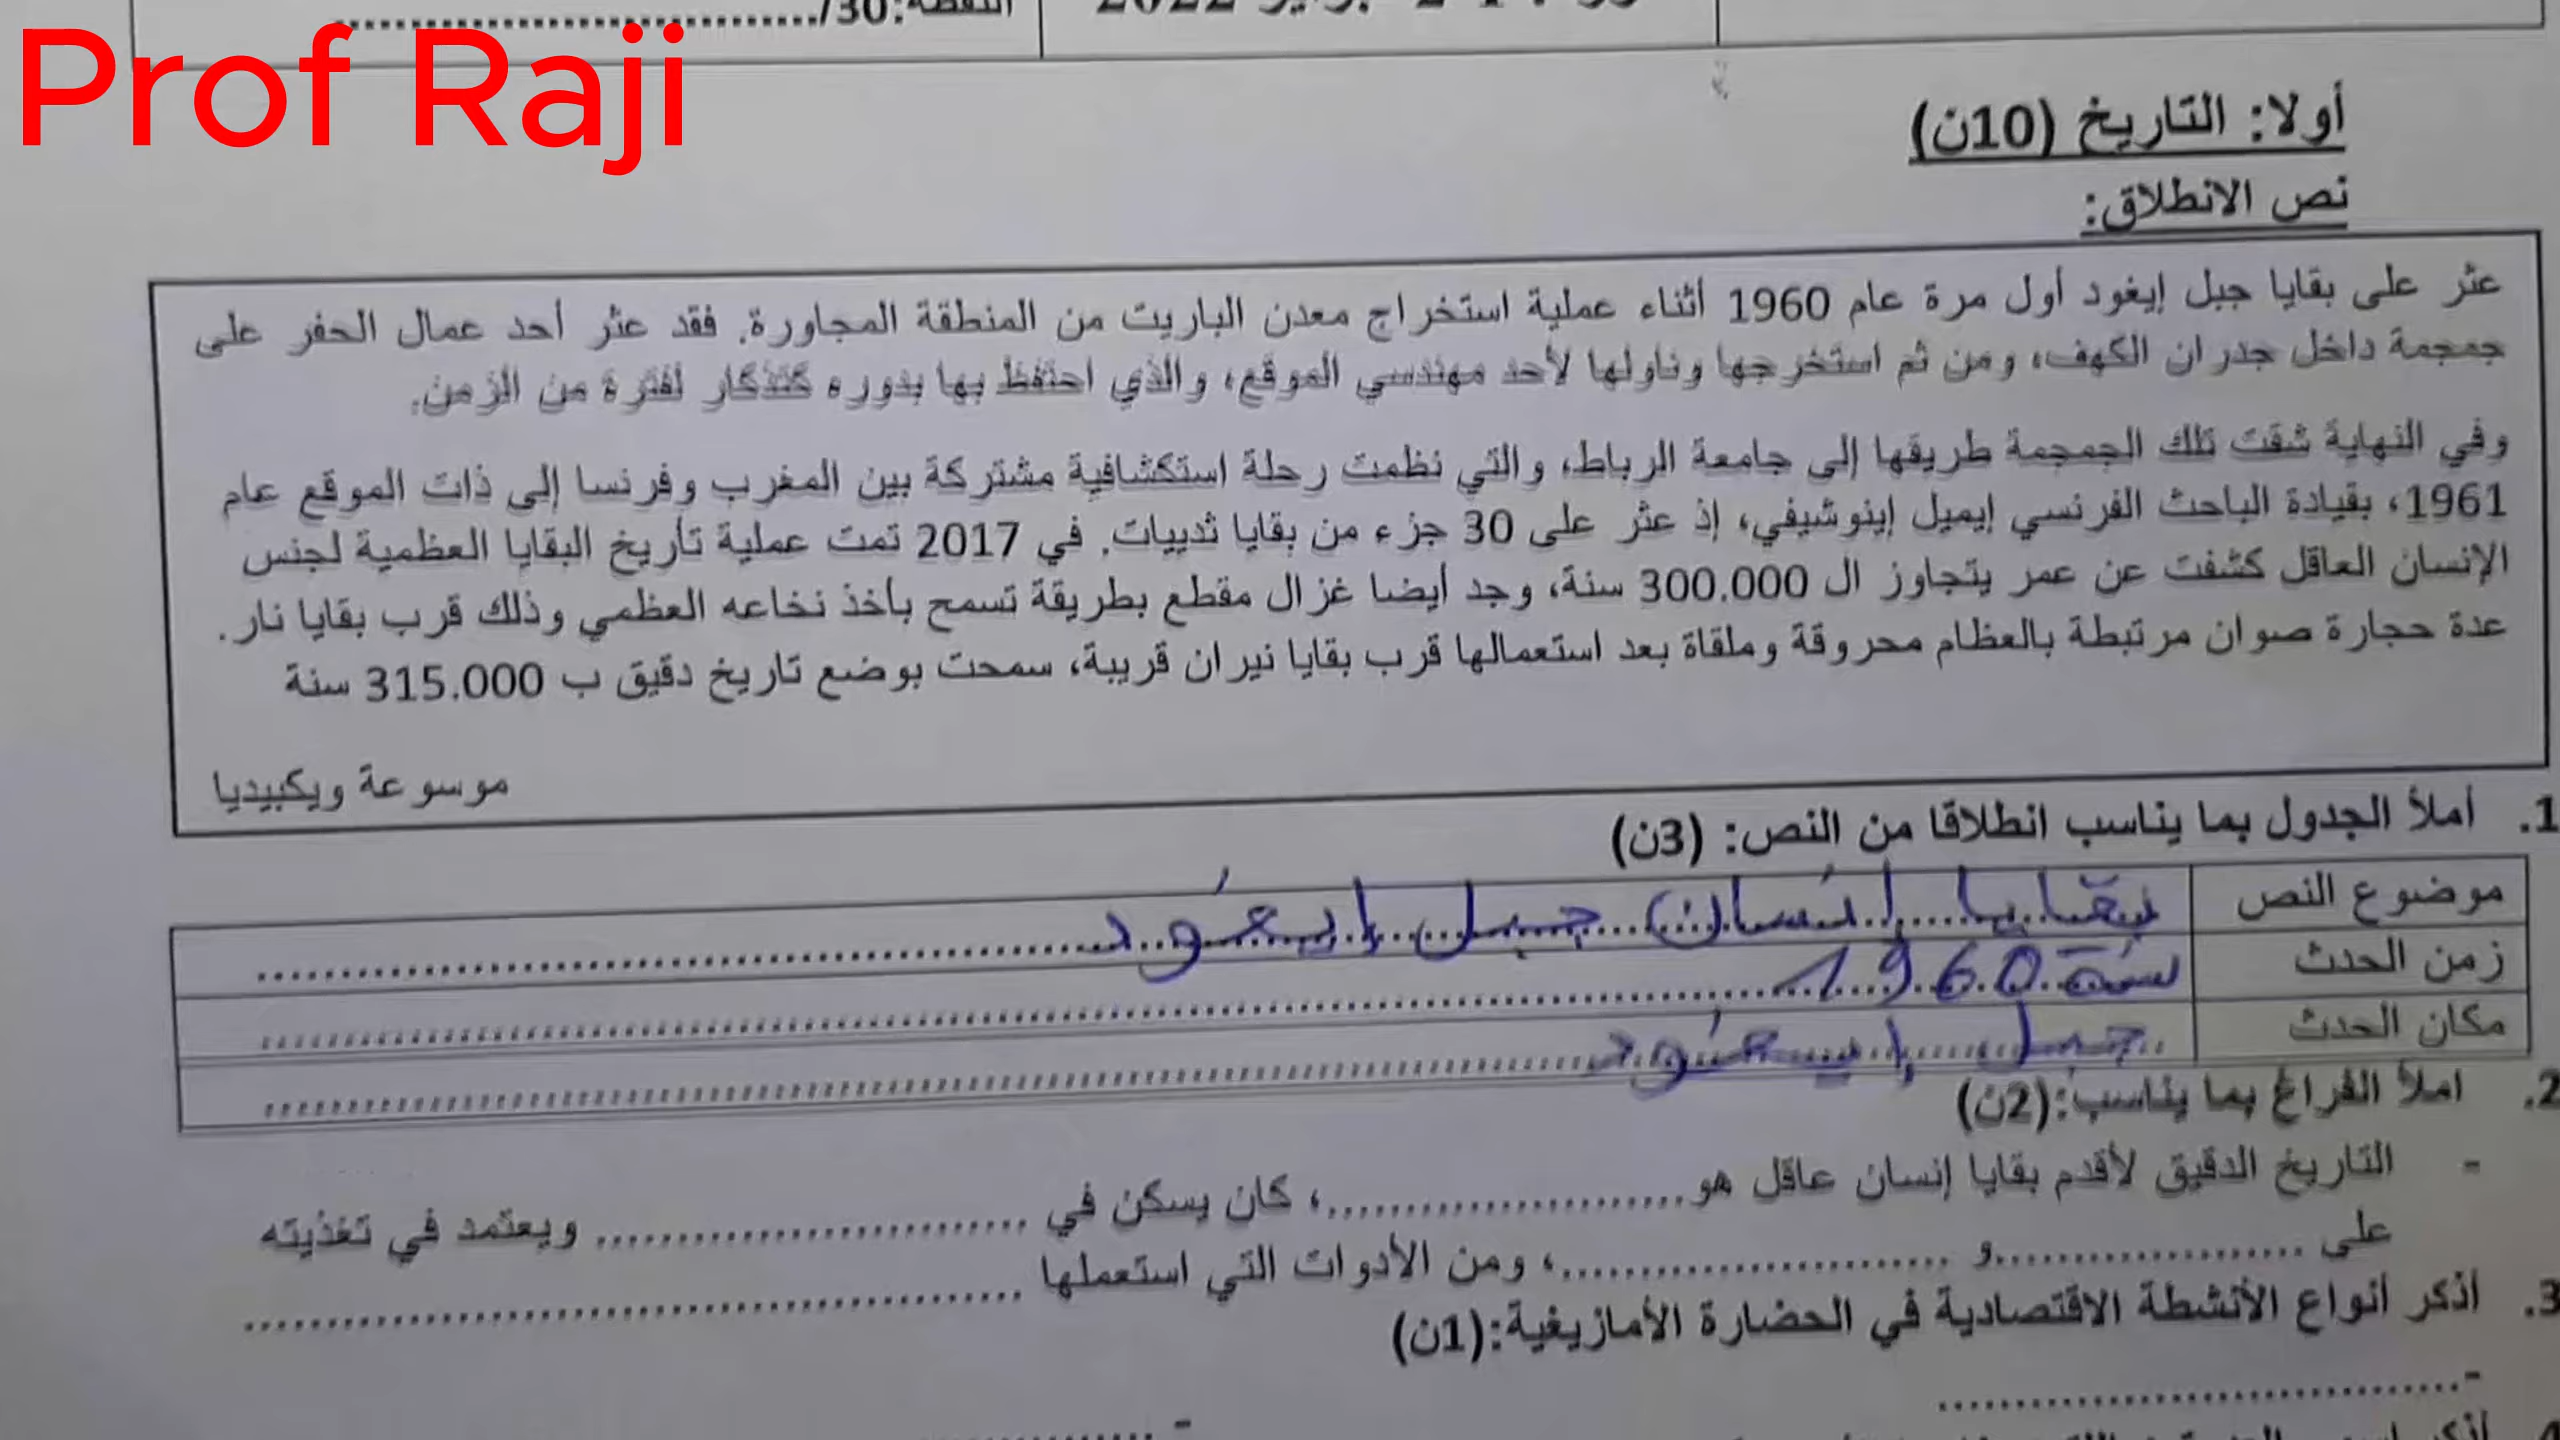 Prof Raji
النقطة:30/..............................
2022
أولا: التاريخ (10ن)
نص الانطلاق:
عثر على بقايا جبل إيغود أول مرة عام 1960 أثناء عملية استخراج معدن الباريت من المنطقة المجاورة. فقد عثر أحد عمال الحفر على
جمجمة داخل جدران الكهف، ومن ثم استخرجها وناولها لأحد مهندسي الموقع، والذي احتفظ بها بدوره كتذكار لفترة من الزمن.
وفي النهاية شقت تلك الجمجمة طريقها إلى جامعة الرباط، والتي نظمت رحلة استكشافية مشتركة بين المغرب وفرنسا إلى ذات الموقع عام
1961، بقيادة الباحث الفرنسي إيميل إينوشيفي، إذ عثر على 30 جزء من بقايا ثدييات. في 2017 تمت عملية تأريخ البقايا العظمية لجنس
الإنسان العاقل كشفت عن عمر يتجاوز ال 300.000 سنة، وجد أيضا غزال مقطع بطريقة تسمح بأخذ نخاعه العظمي وذلك قرب بقايا نار.
عدة حجارة صوان مرتبطة بالعظام محروقة وملقاة بعد استعمالها قرب بقايا نيران قريبة، سمحت بوضع تاريخ دقيق ب 315.000 سنة
موسوعة ويكبيديا
1. أملأ الجدول بما يناسب انطلاقا من النص: (3ن)
موضوع النص بقايا إنسان جبل إيغود
زمن الحدث سنة 1960
مكان الحدث جبل إيغود
2. املأ الفراغ بما يناسب:(2ن)
- التاريخ الدقيق لأقدم بقايا إنسان عاقل هو........................، كان يسكن في ............................ ويعتمد في تغذيته
على ......................و ..........................، ومن الأدوات التي استعملها ..................................................
3. أذكر أنواع الأنشطة الاقتصادية في الحضارة الأمازيغية:(1ن)
-.................................. - ..................